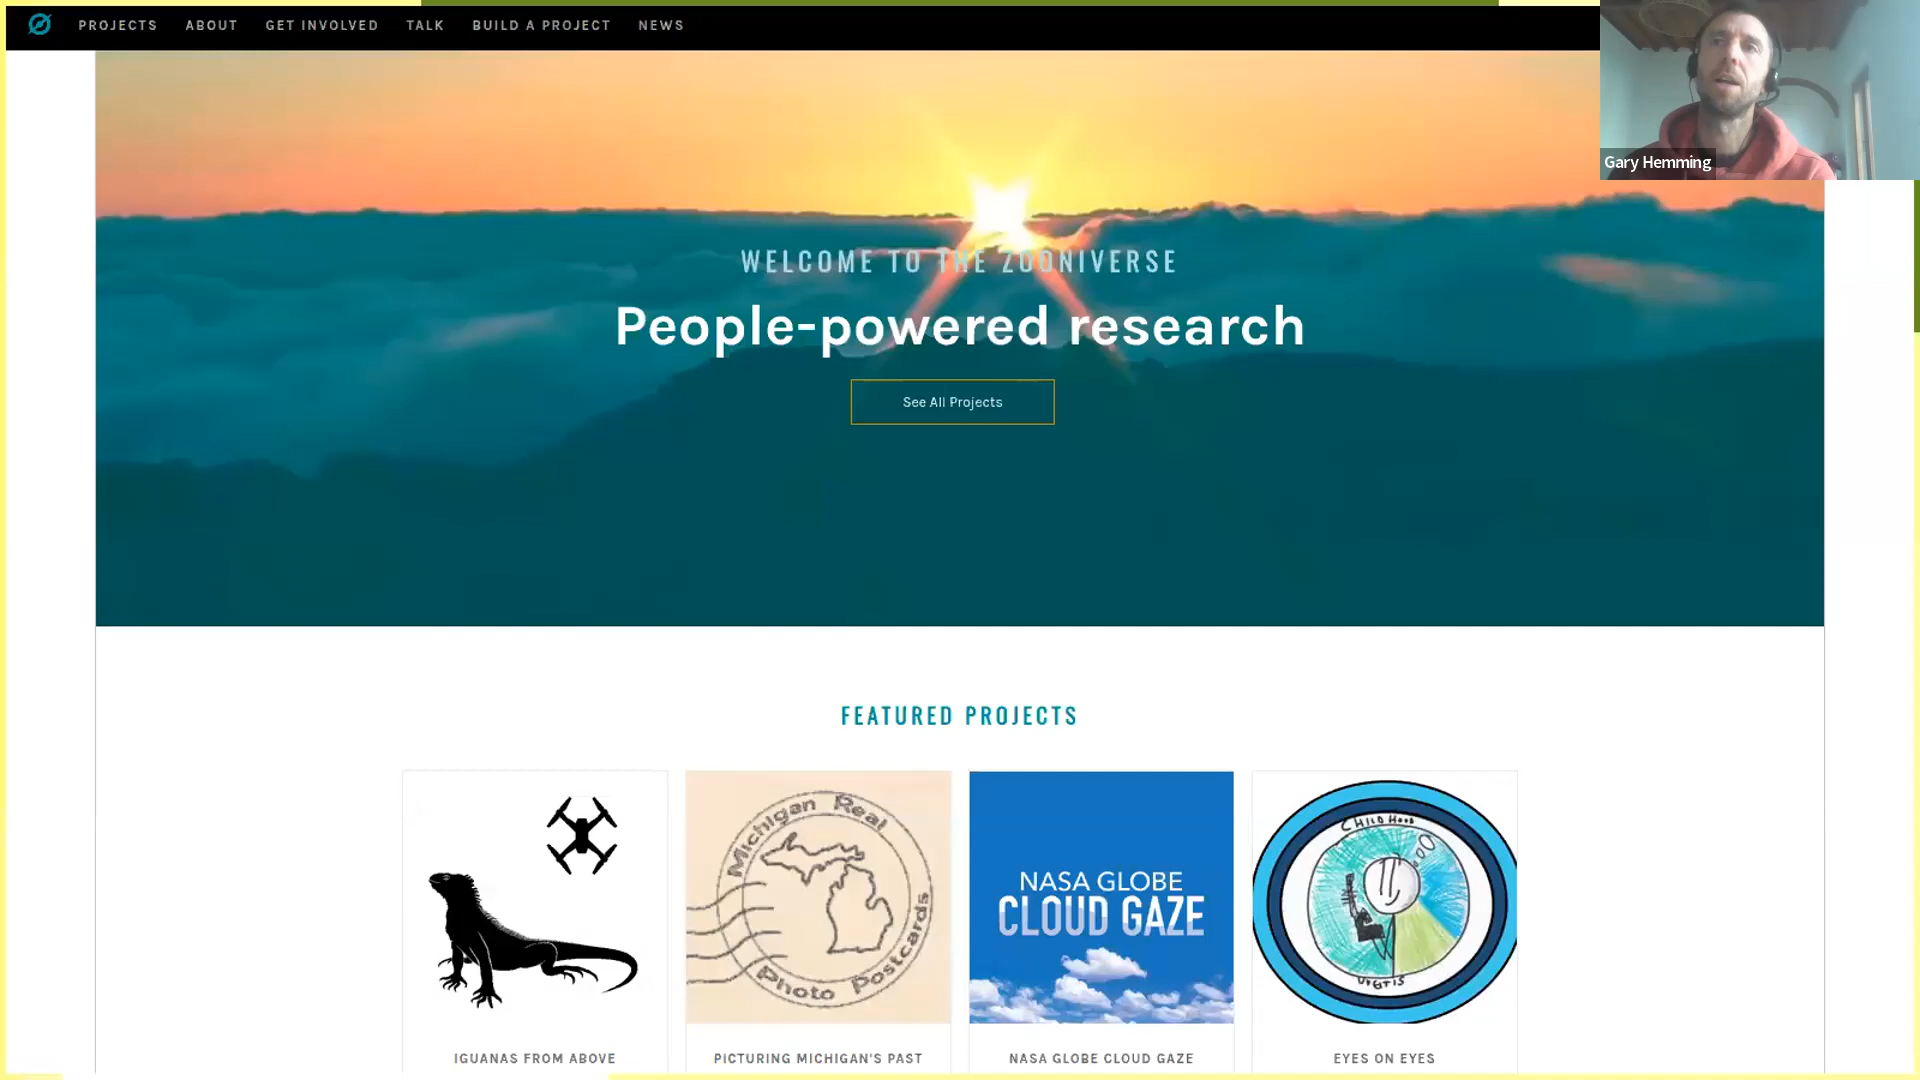 PROJECTS ABOUT GET INVOLVED TALK BUILD A PROJECT NEWS
Gary Hemming
WELCOME TO THE ZOONIVERSE
People-powered research
See All Projects
FEATURED PROJECTS
Michigan Real
Photo Postcards
NASA GLOBE
CLOUD GAZE
CHILDHOOD
IGUANAS FROM ABOVE
PICTURING MICHIGAN'S PAST
NASA GLOBE CLOUD GAZE
EYES ON EYES